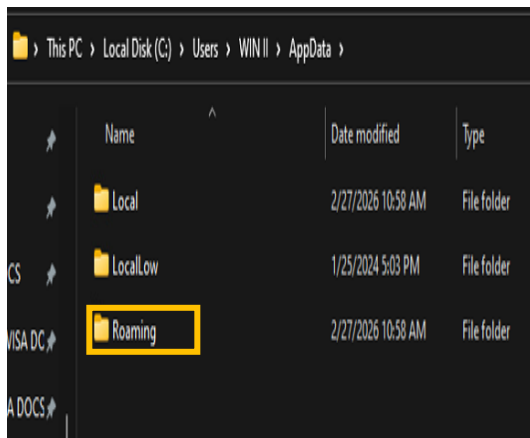 This PC > Local Disk (C:) > Users > WIN II > AppData >
Name Date modified Type
Local 2/27/2026 10:58 AM File folder
CS LocalLow 1/25/2024 5:03 PM File folder
VISA DC Roaming 2/27/2026 10:58 AM File folder
A DOCS